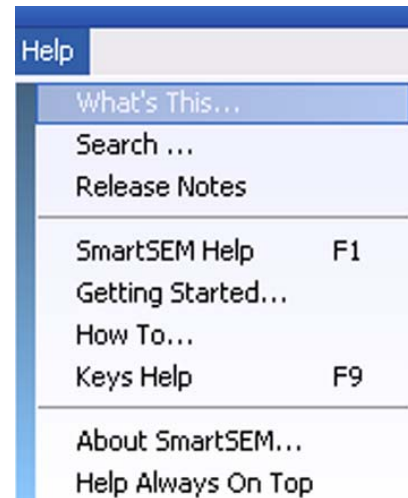 Help
What's This...
Search ...
Release Notes
SmartSEM Help F1
Getting Started...
How To...
Keys Help F9
About SmartSEM...
Help Always On Top